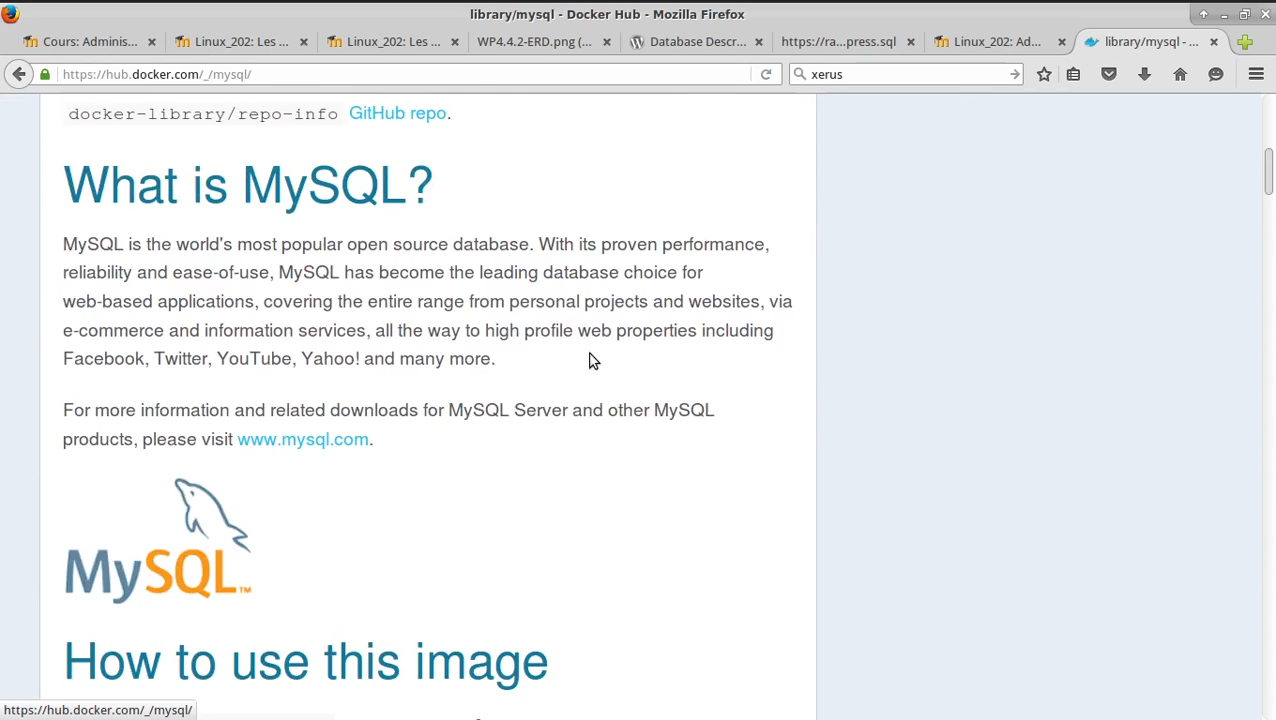 library/mysql - Docker Hub - Mozilla Firefox
Cours: Adminis...
Linux_202: Les ...
Linux_202: Les ...
WP4.4.2-ERD.png (...
Database Descr...
https://ra...press.sql
Linux_202: Ad...
library/mysql - ...
https://hub.docker.com/_/mysql/
xerus
docker-library/repo-info GitHub repo.
What is MySQL?
MySQL is the world's most popular open source database. With its proven performance,
reliability and ease-of-use, MySQL has become the leading database choice for
web-based applications, covering the entire range from personal projects and websites, via
e-commerce and information services, all the way to high profile web properties including
Facebook, Twitter, YouTube, Yahoo! and many more.
For more information and related downloads for MySQL Server and other MySQL
products, please visit www.mysql.com.
MySQL™
How to use this image
https://hub.docker.com/_/mysql/